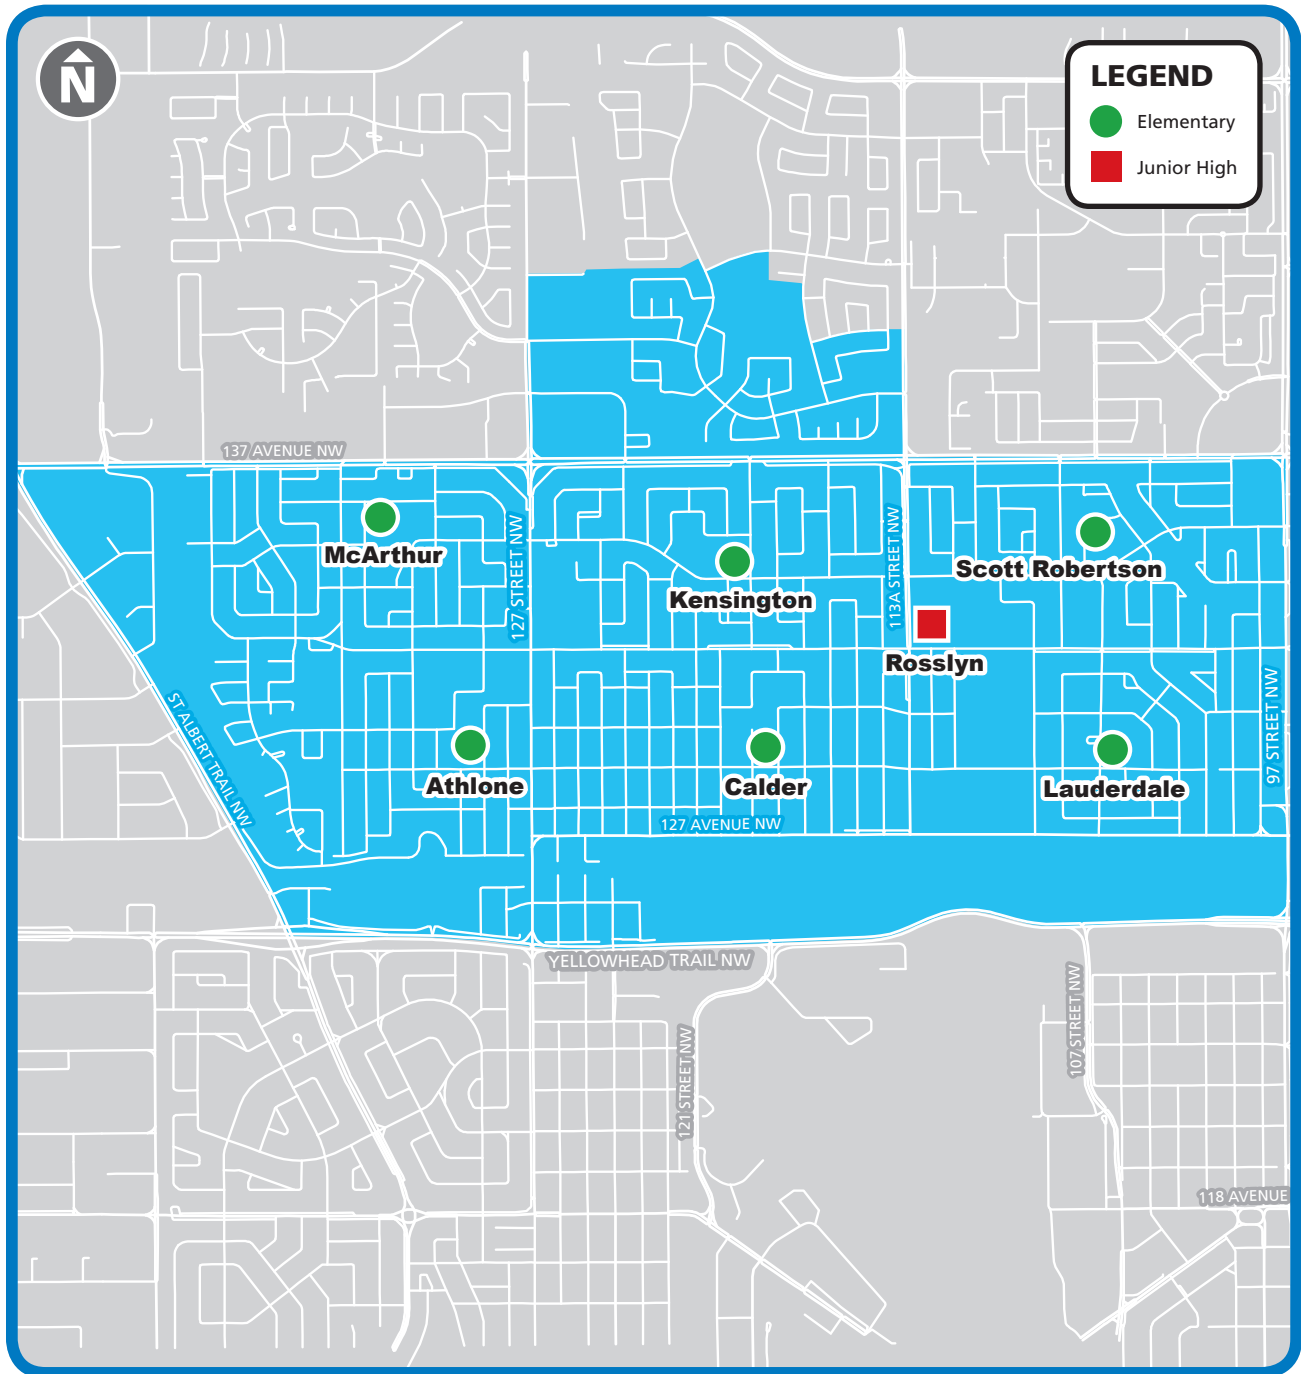 N
LEGEND
Elementary
Junior High
137 AVENUE NW
McArthur
127 STREET NW
Kensington
113A STREET NW
Scott Robertson
Rosslyn
ST ALBERT TRAIL NW
97 STREET NW
Athlone
Calder
Lauderdale
127 AVENUE NW
YELLOWHEAD TRAIL NW
121 STREET NW
107 STREET NW
118 AVENUE